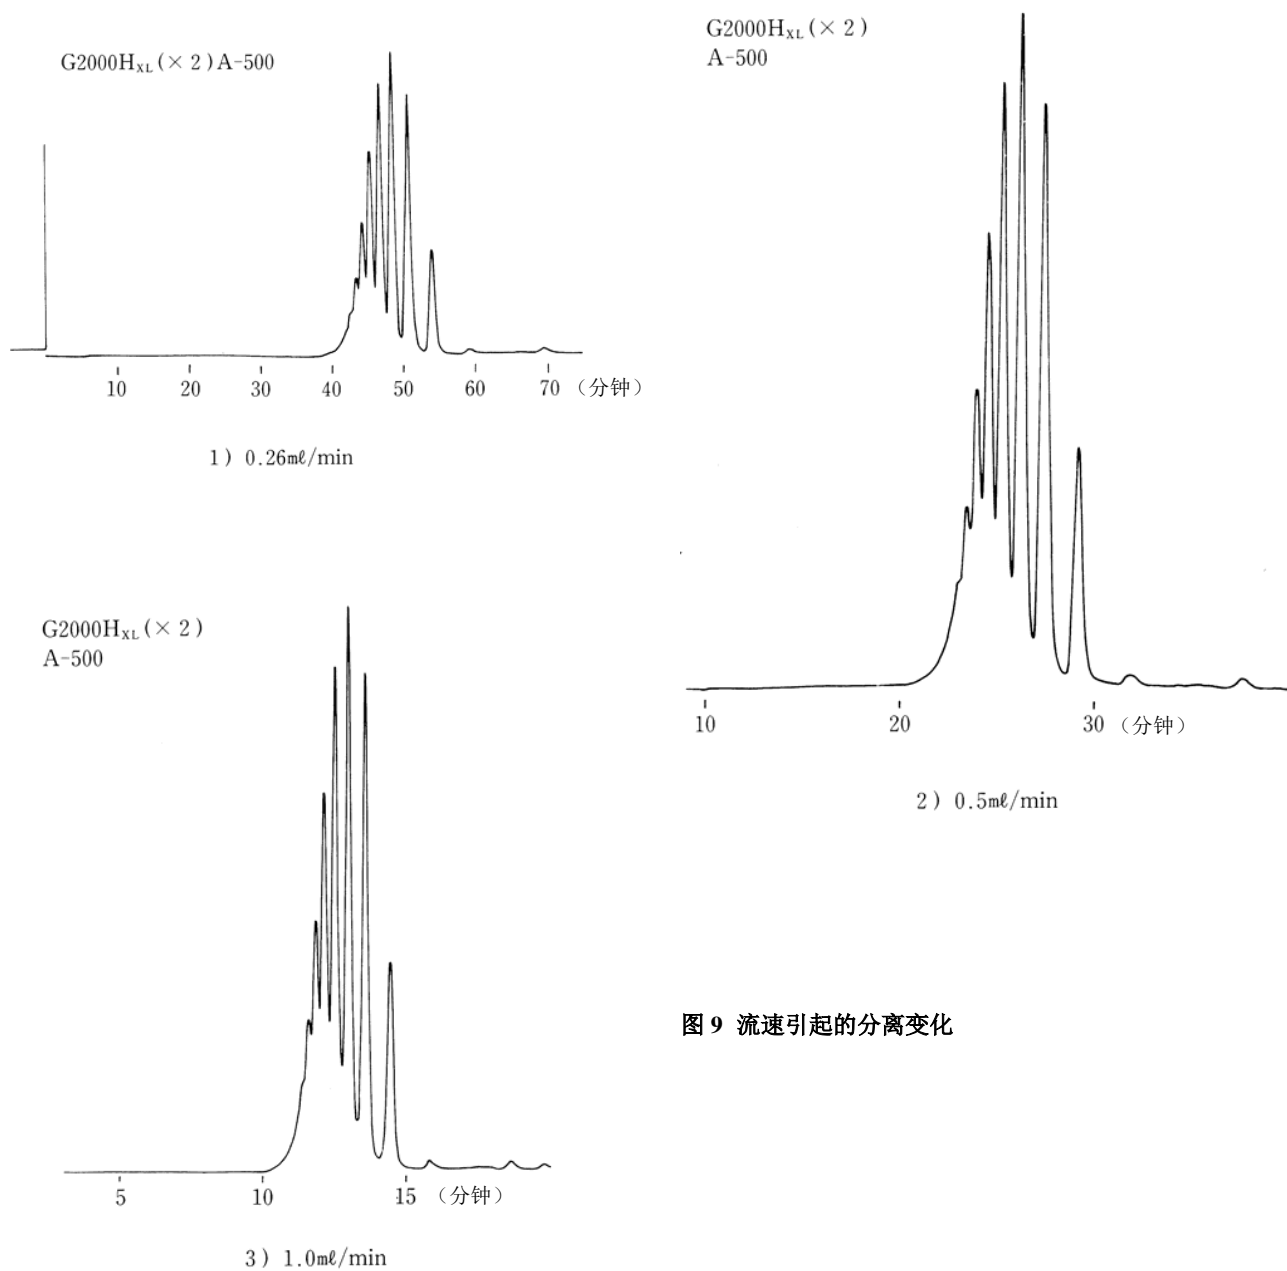 G2000HXL(×2)A-500
10 20 30 40 50 60 70 （分钟）
1) 0.26mℓ/min
G2000HXL(×2)
A-500
10 20 30 （分钟）
2) 0.5mℓ/min
G2000HXL(×2)
A-500
5 10 15 （分钟）
3) 1.0mℓ/min
图 9 流速引起的分离变化